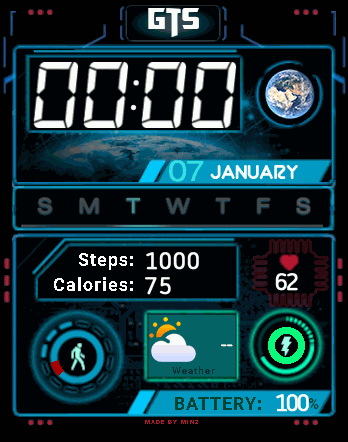 GTS
00:00
07 JANUARY
S M T W T F S
Steps: 1000
Calories: 75
62
--
Weather
BATTERY: 100%
MADE BY MIN2